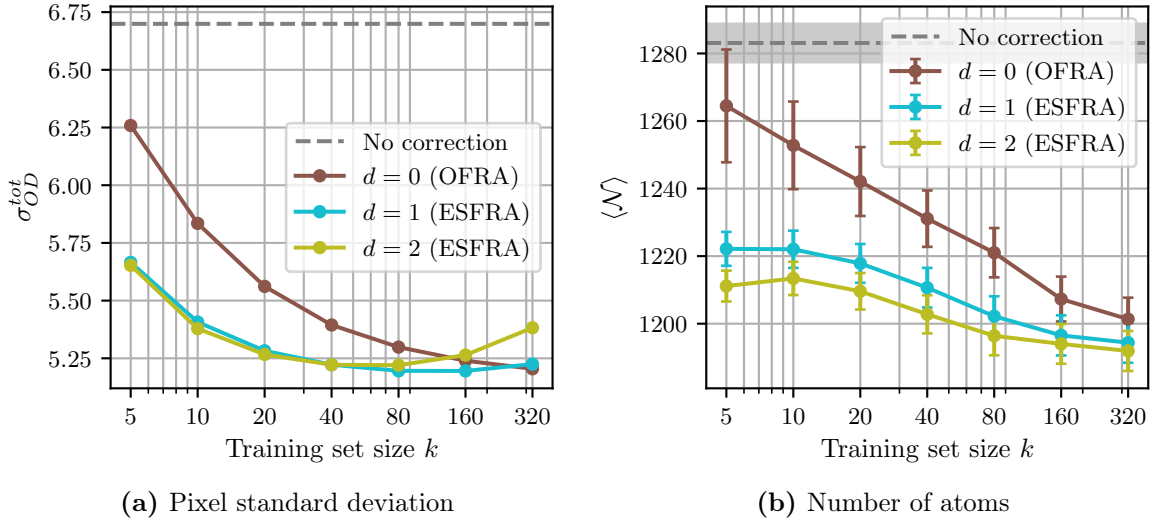 6.75
6.50
6.25
6.00
5.75
5.50
5.25
σ_{OD}^{tot}
No correction
d = 0 (OFRA)
d = 1 (ESFRA)
d = 2 (ESFRA)
5 10 20 40 80 160 320
Training set size k
(a) Pixel standard deviation
1280
1260
1240
1220
1200
⟨𝒩⟩
No correction
d = 0 (OFRA)
d = 1 (ESFRA)
d = 2 (ESFRA)
5 10 20 40 80 160 320
Training set size k
(b) Number of atoms